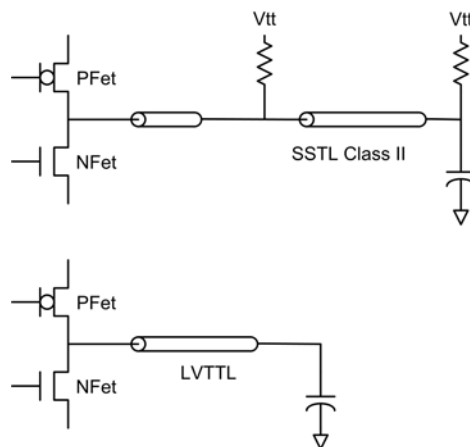 Vtt
Vtt
PFet
NFet
SSTL Class II
PFet
NFet
LVTTL